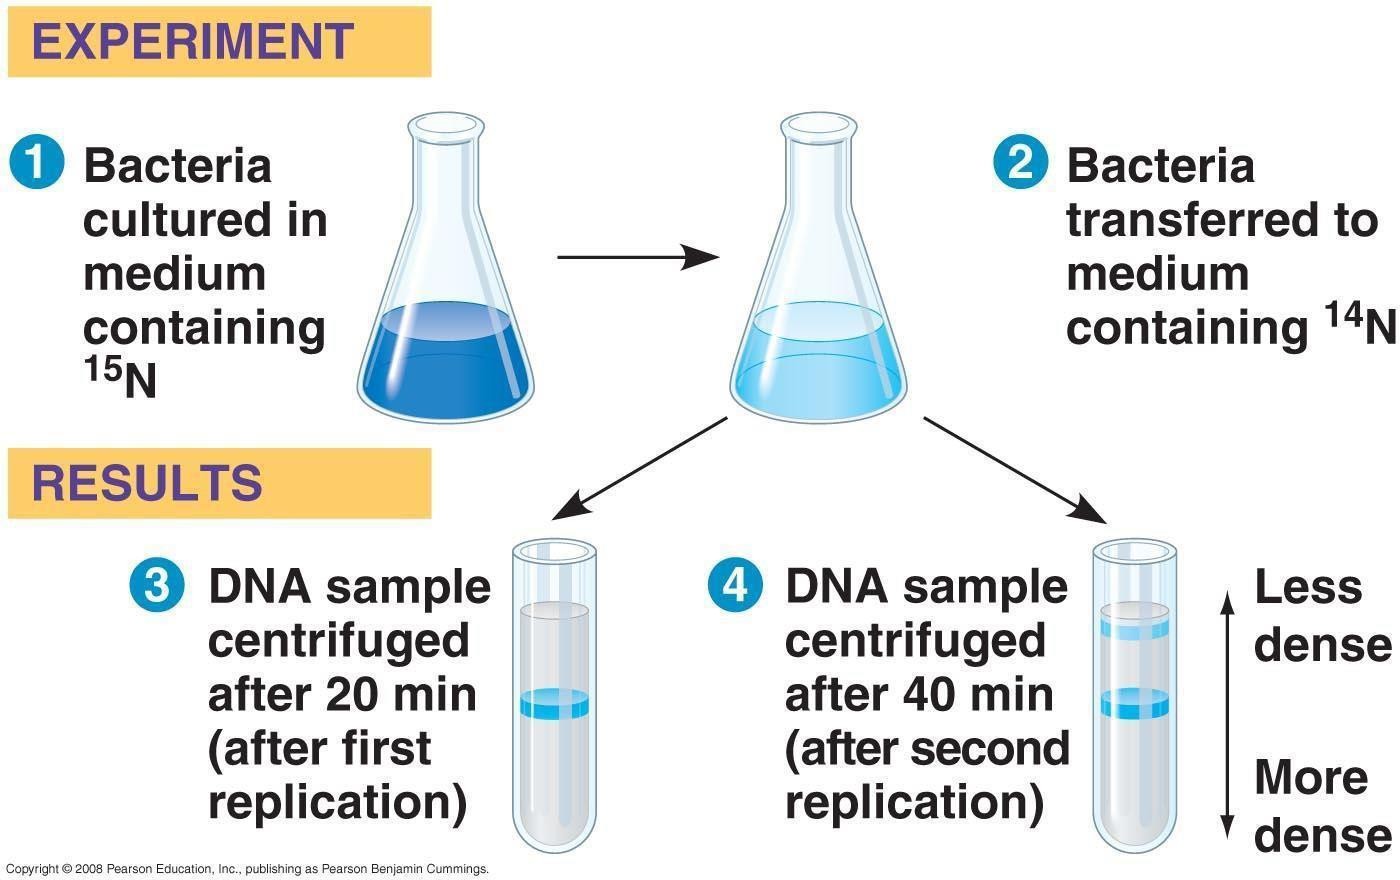 EXPERIMENT
1 Bacteria
cultured in
medium
containing
¹⁵N
2 Bacteria
transferred to
medium
containing ¹⁴N
RESULTS
3 DNA sample
centrifuged
after 20 min
(after first
replication)
4 DNA sample
centrifuged
after 40 min
(after second
replication)
Less
dense
More
dense
Copyright © 2008 Pearson Education, Inc., publishing as Pearson Benjamin Cummings.